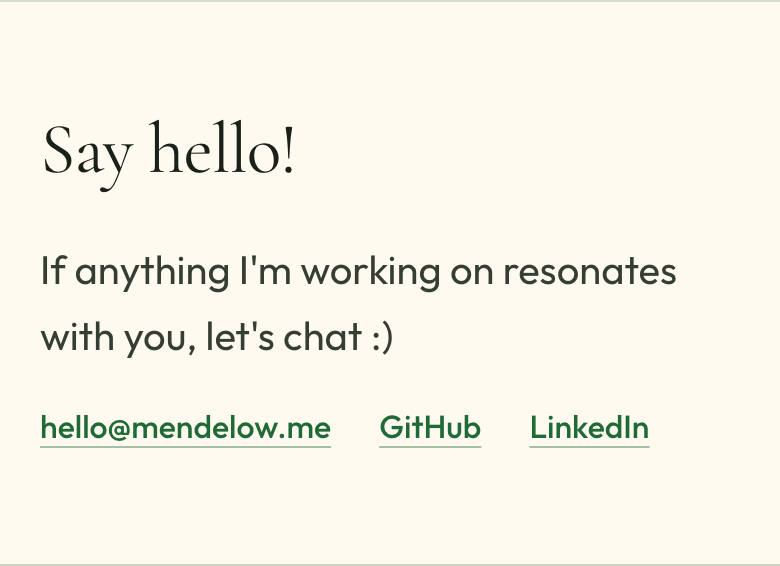 Say hello!
If anything I'm working on resonates
with you, let's chat :)
hello@mendelow.me GitHub LinkedIn